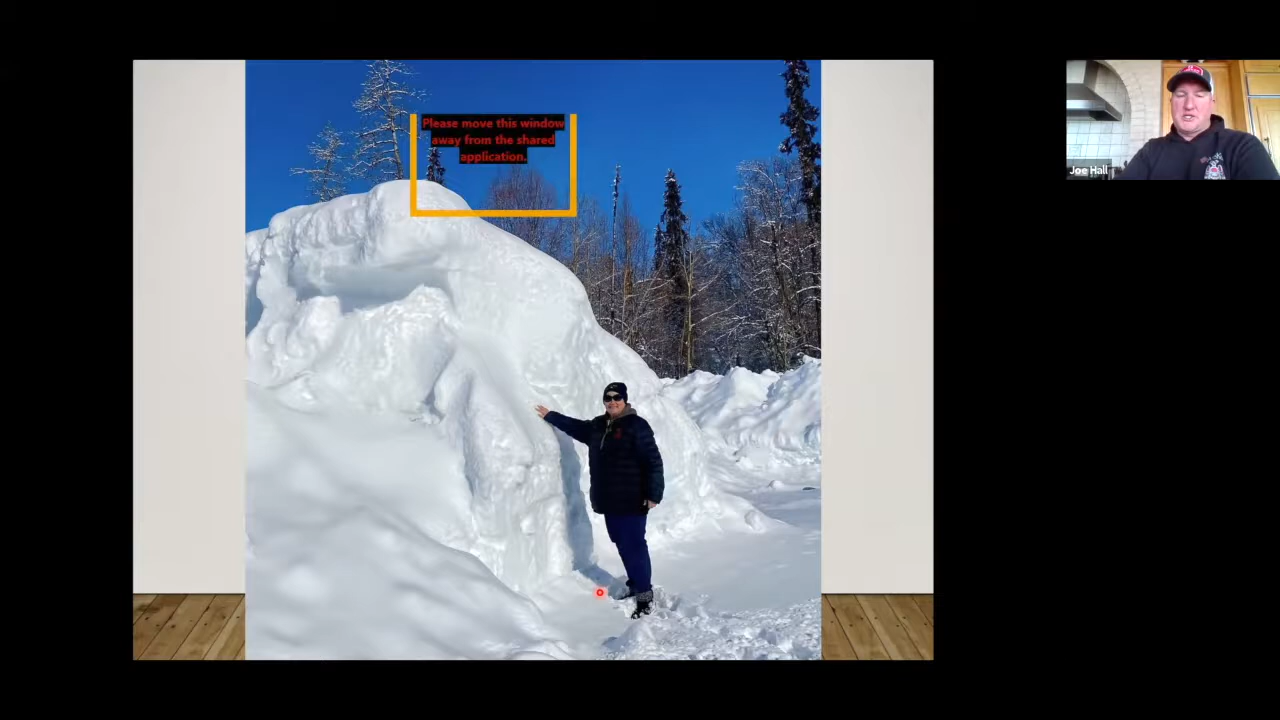 Please move this window
away from the shared
application.
Joe Hall